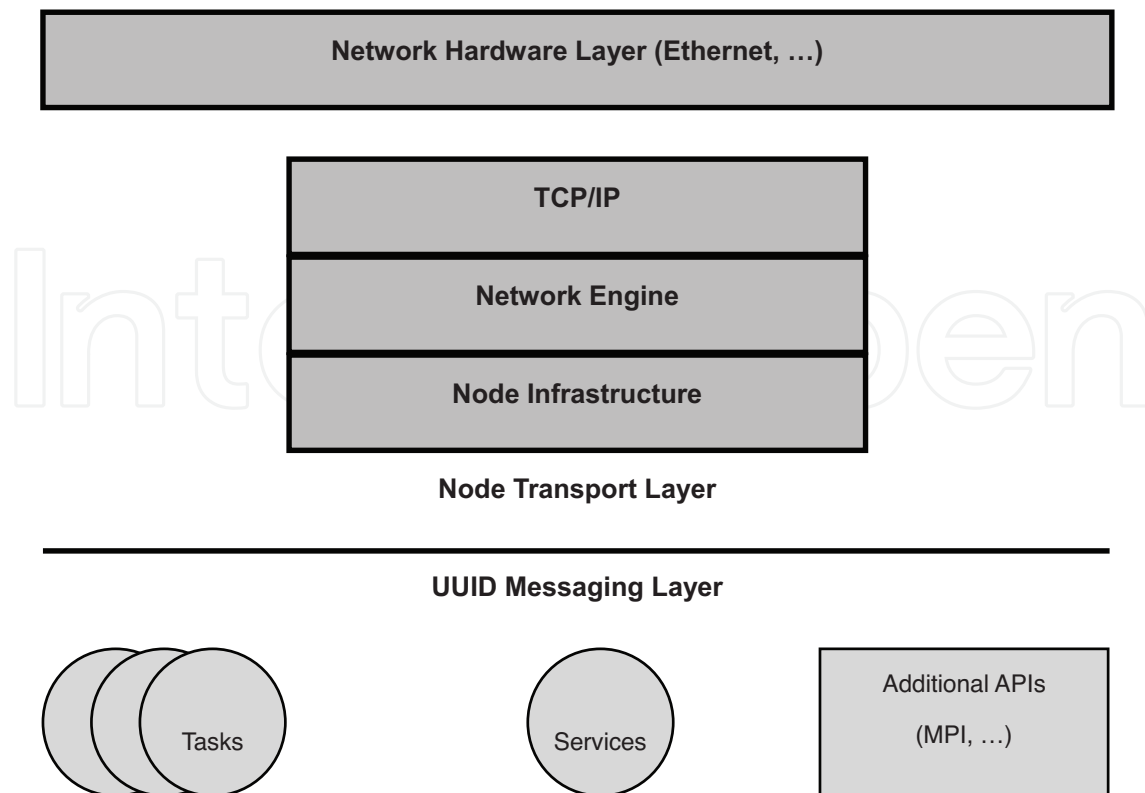 Network Hardware Layer (Ethernet, …)
TCP/IP
Network Engine
Node Infrastructure
Node Transport Layer
UUID Messaging Layer
Tasks
Services
Additional APIs
(MPI, …)